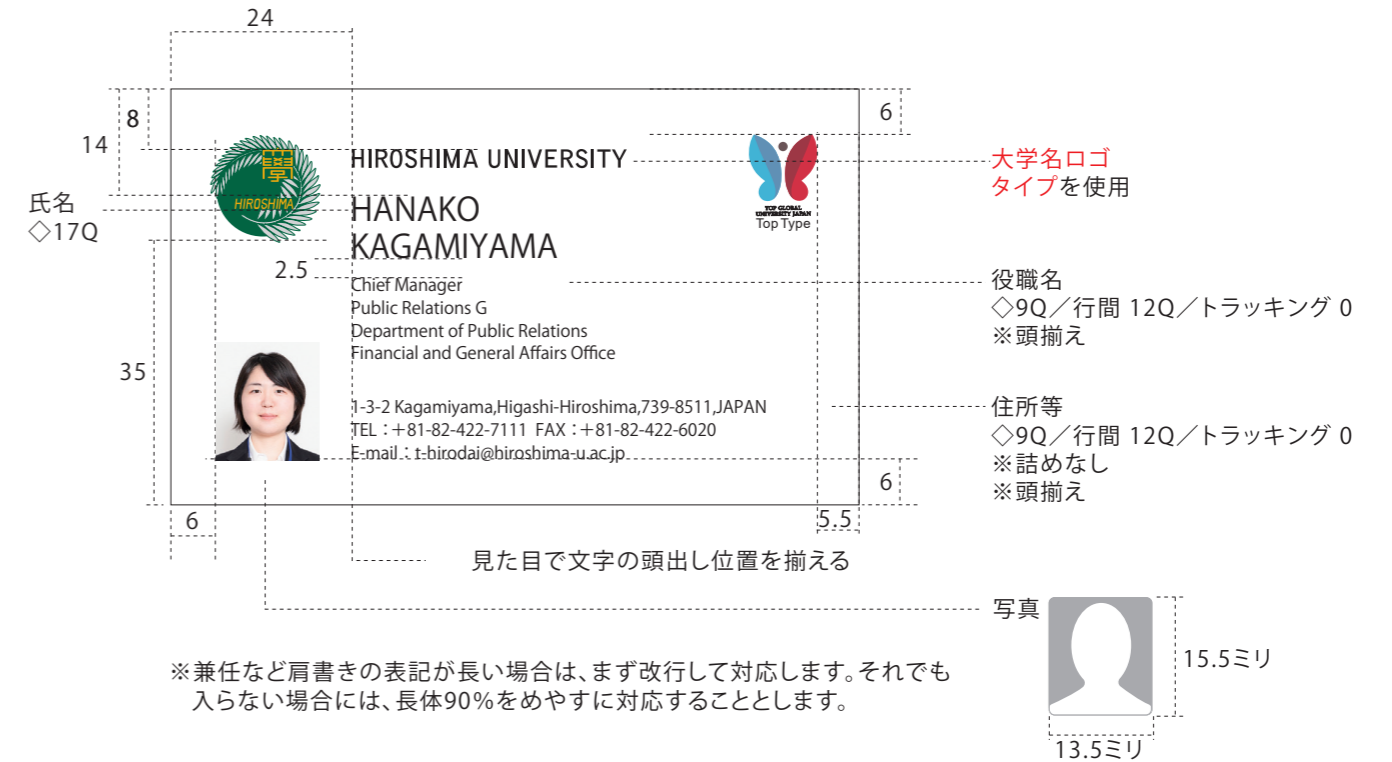 24
8
14
6
學
HIROSHIMA
HIROSHIMA UNIVERSITY
大学名ロゴ
タイプを使用
氏名
◇17Q
HANAKO
KAGAMIYAMA
TOP GLOBAL
UNIVERSITY JAPAN
Top Type
2.5
Chief Manager
Public Relations G
Department of Public Relations
Financial and General Affairs Office
役職名
◇9Q／行間 12Q／トラッキング 0
※頭揃え
35
1-3-2 Kagamiyama,Higashi-Hiroshima,739-8511,JAPAN
TEL：+81-82-422-7111 FAX：+81-82-422-6020
E-mail：t-hirodai@hiroshima-u.ac.jp
住所等
◇9Q／行間 12Q／トラッキング 0
※詰めなし
※頭揃え
6
6
5.5
見た目で文字の頭出し位置を揃える
写真
15.5ミリ
13.5ミリ
※兼任など肩書きの表記が長い場合は、まず改行して対応します。それでも
入らない場合には、長体90％をめやすに対応することとします。